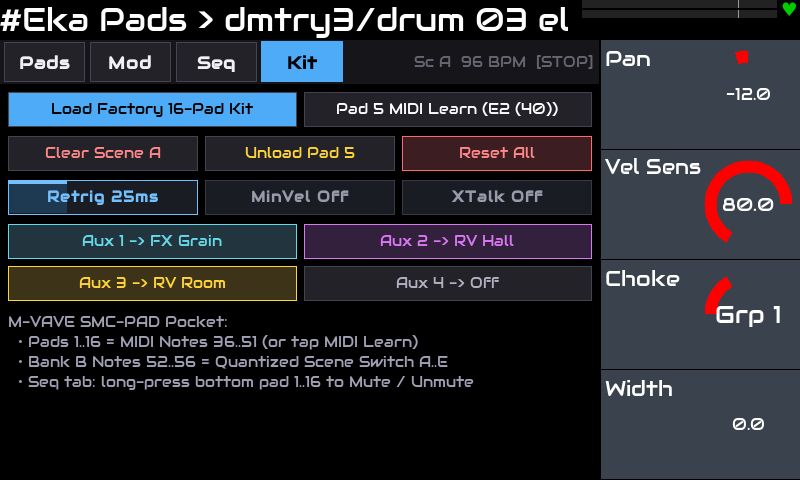 #Eka Pads > dmtry3/drum 03 el
Pads Mod Seq Kit Sc A 96 BPM [STOP]
Load Factory 16-Pad Kit Pad 5 MIDI Learn (E2 (40))
Clear Scene A Unload Pad 5 Reset All
Retrig 25ms MinVel Off XTalk Off
Aux 1 -> FX Grain Aux 2 -> RV Hall
Aux 3 -> RV Room Aux 4 -> Off
M-VAVE SMC-PAD Pocket:
• Pads 1..16 = MIDI Notes 36..51 (or tap MIDI Learn)
• Bank B Notes 52..56 = Quantized Scene Switch A..E
• Seq tab: long-press bottom pad 1..16 to Mute / Unmute
Pan
-12.0
Vel Sens
80.0
Choke
Grp 1
Width
0.0